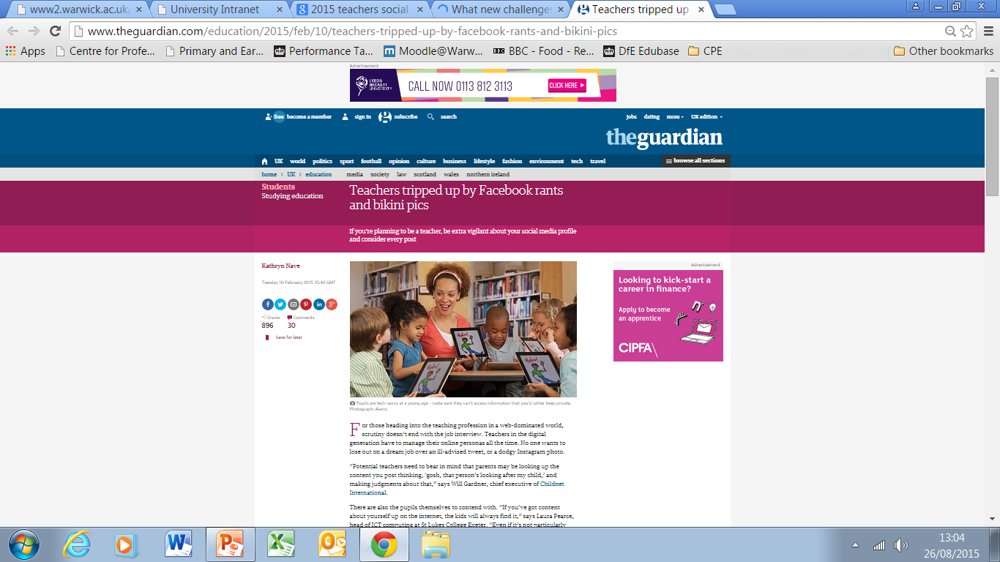 www2.warwick.ac.uk/
University Intranet
2015 teachers social
What new challenge
Teachers tripped up
www.theguardian.com/education/2015/feb/10/teachers-tripped-up-by-facebook-rants-and-bikini-pics
Apps
Centre for Profe...
Primary and Ear...
Performance Ta...
Moodle@Warw...
BBC - Food - Re...
DfE Edubase
CPE
Other bookmarks
Advertisement
LEEDS
BECKETT
UNIVERSITY
CALL NOW 0113 812 3113
CLICK HERE
free become a member
sign in
subscribe
search
jobs dating more UK edition
theguardian
UK world politics sport football opinion culture business lifestyle fashion environment tech travel
browse all sections
home > UK > education media society law scotland wales northern ireland
Students
Studying education
Teachers tripped up by Facebook rants
and bikini pics
If you're planning to be a teacher, be extra vigilant about your social media profile
and consider every post
Kathryn Nave
Tuesday 10 February 2015 10.42 GMT
Shares
Comments
896
30
Save for later
Hello!
Hello!
Hello!
Advertisement
Looking to kick-start a
career in finance?
Apply to become
an apprentice
CIPFA
Pupils are tech-savvy at a young age - make sure they can't access information that you'd rather keep private.
Photograph: Alamy
For those heading into the teaching profession in a web-dominated world,
scrutiny doesn't end with the job interview. Teachers in the digital
generation have to manage their online personas all the time. No one wants to
lose out on a dream job over an ill-advised tweet, or a dodgy Instagram photo.
"Potential teachers need to bear in mind that parents may be looking up the
content you post thinking, 'gosh, that person's looking after my child,' and
making judgments about that," says Will Gardner, chief executive of Childnet
International.
There are also the pupils themselves to contend with. "If you've got content
about yourself up on the internet, the kids will always find it," says Laura Pearce,
head of ICT computing at St Lukes College Exeter. "Even if it's not particularly
13:04
26/08/2015